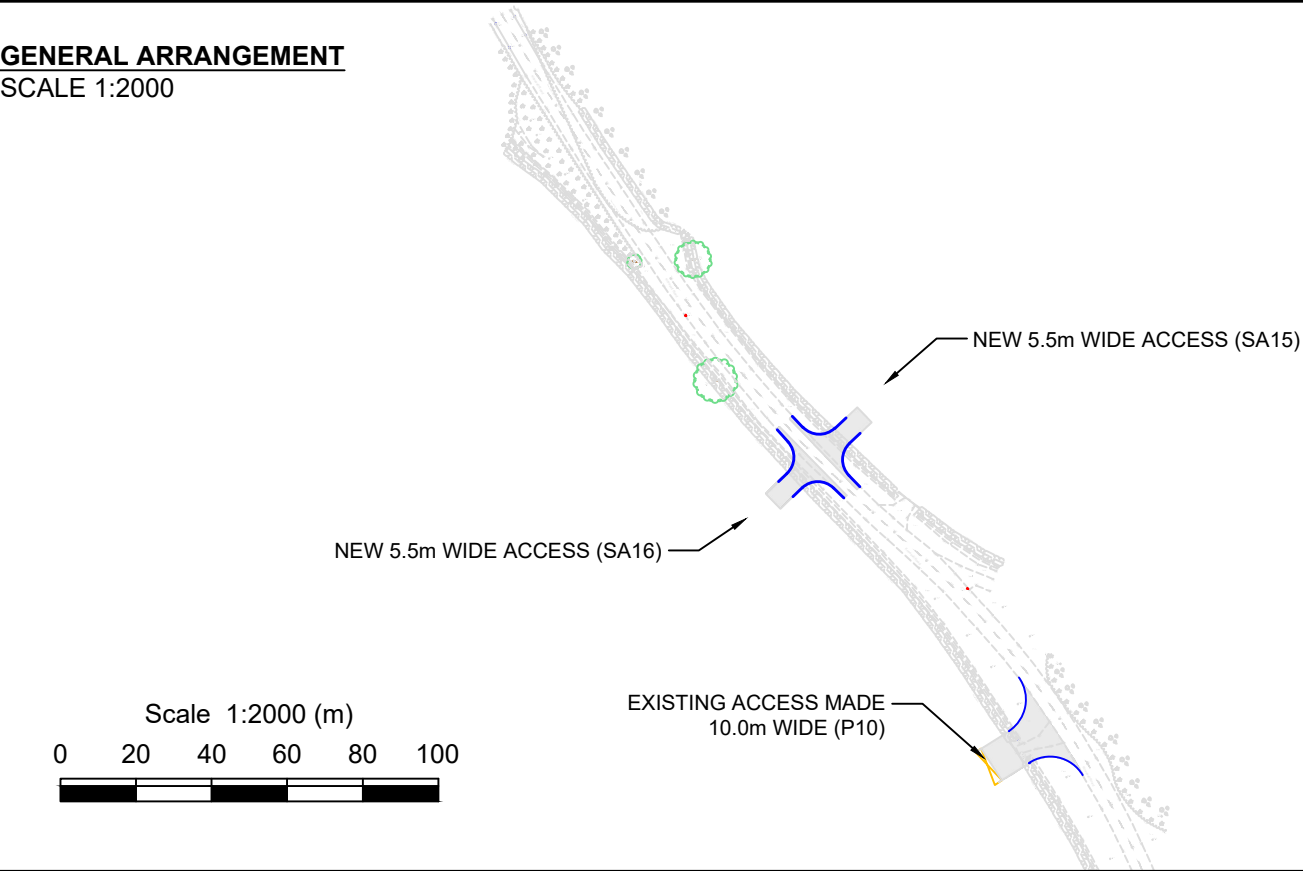 GENERAL ARRANGEMENT
SCALE 1:2000
NEW 5.5m WIDE ACCESS (SA15)
NEW 5.5m WIDE ACCESS (SA16)
EXISTING ACCESS MADE
10.0m WIDE (P10)
Scale 1:2000 (m)
0 20 40 60 80 100